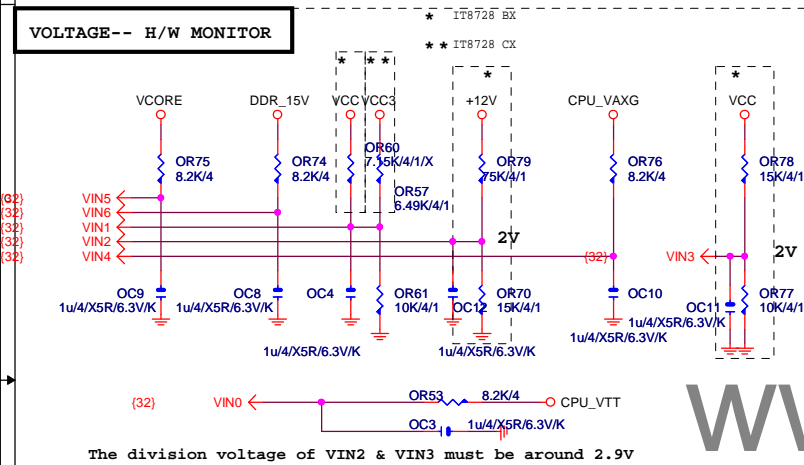 * IT8728 BX
VOLTAGE-- H/W MONITOR
* * IT8728 CX
* * * * *
VCORE DDR_15V VCC VCC3 +12V CPU_VAXG VCC
OR60
7.15K/4/1/X
OR75 OR74 OR79 OR76 OR78
8.2K/4 8.2K/4 75K/4/1 8.2K/4 15K/4/1
OR57
{32} VIN5
6.49K/4/1
{32} VIN6
{32} VIN1
{32} VIN2 2V
{32} VIN4 {32} VIN3 2V
OC9 OC8 OC4 OR61 OC12 OR70 OC10 OC11 OR77
1u/4/X5R/6.3V/K 1u/4/X5R/6.3V/K 10K/4/1 15K/4/1 10K/4/1
1u/4/X5R/6.3V/K
1u/4/X5R/6.3V/K
1u/4/X5R/6.3V/K 1u/4/X5R/6.3V/K
{32} VIN0 OR53 8.2K/4 CPU_VTT
OC3 1u/4/X5R/6.3V/K
The division voltage of VIN2 & VIN3 must be around 2.9V